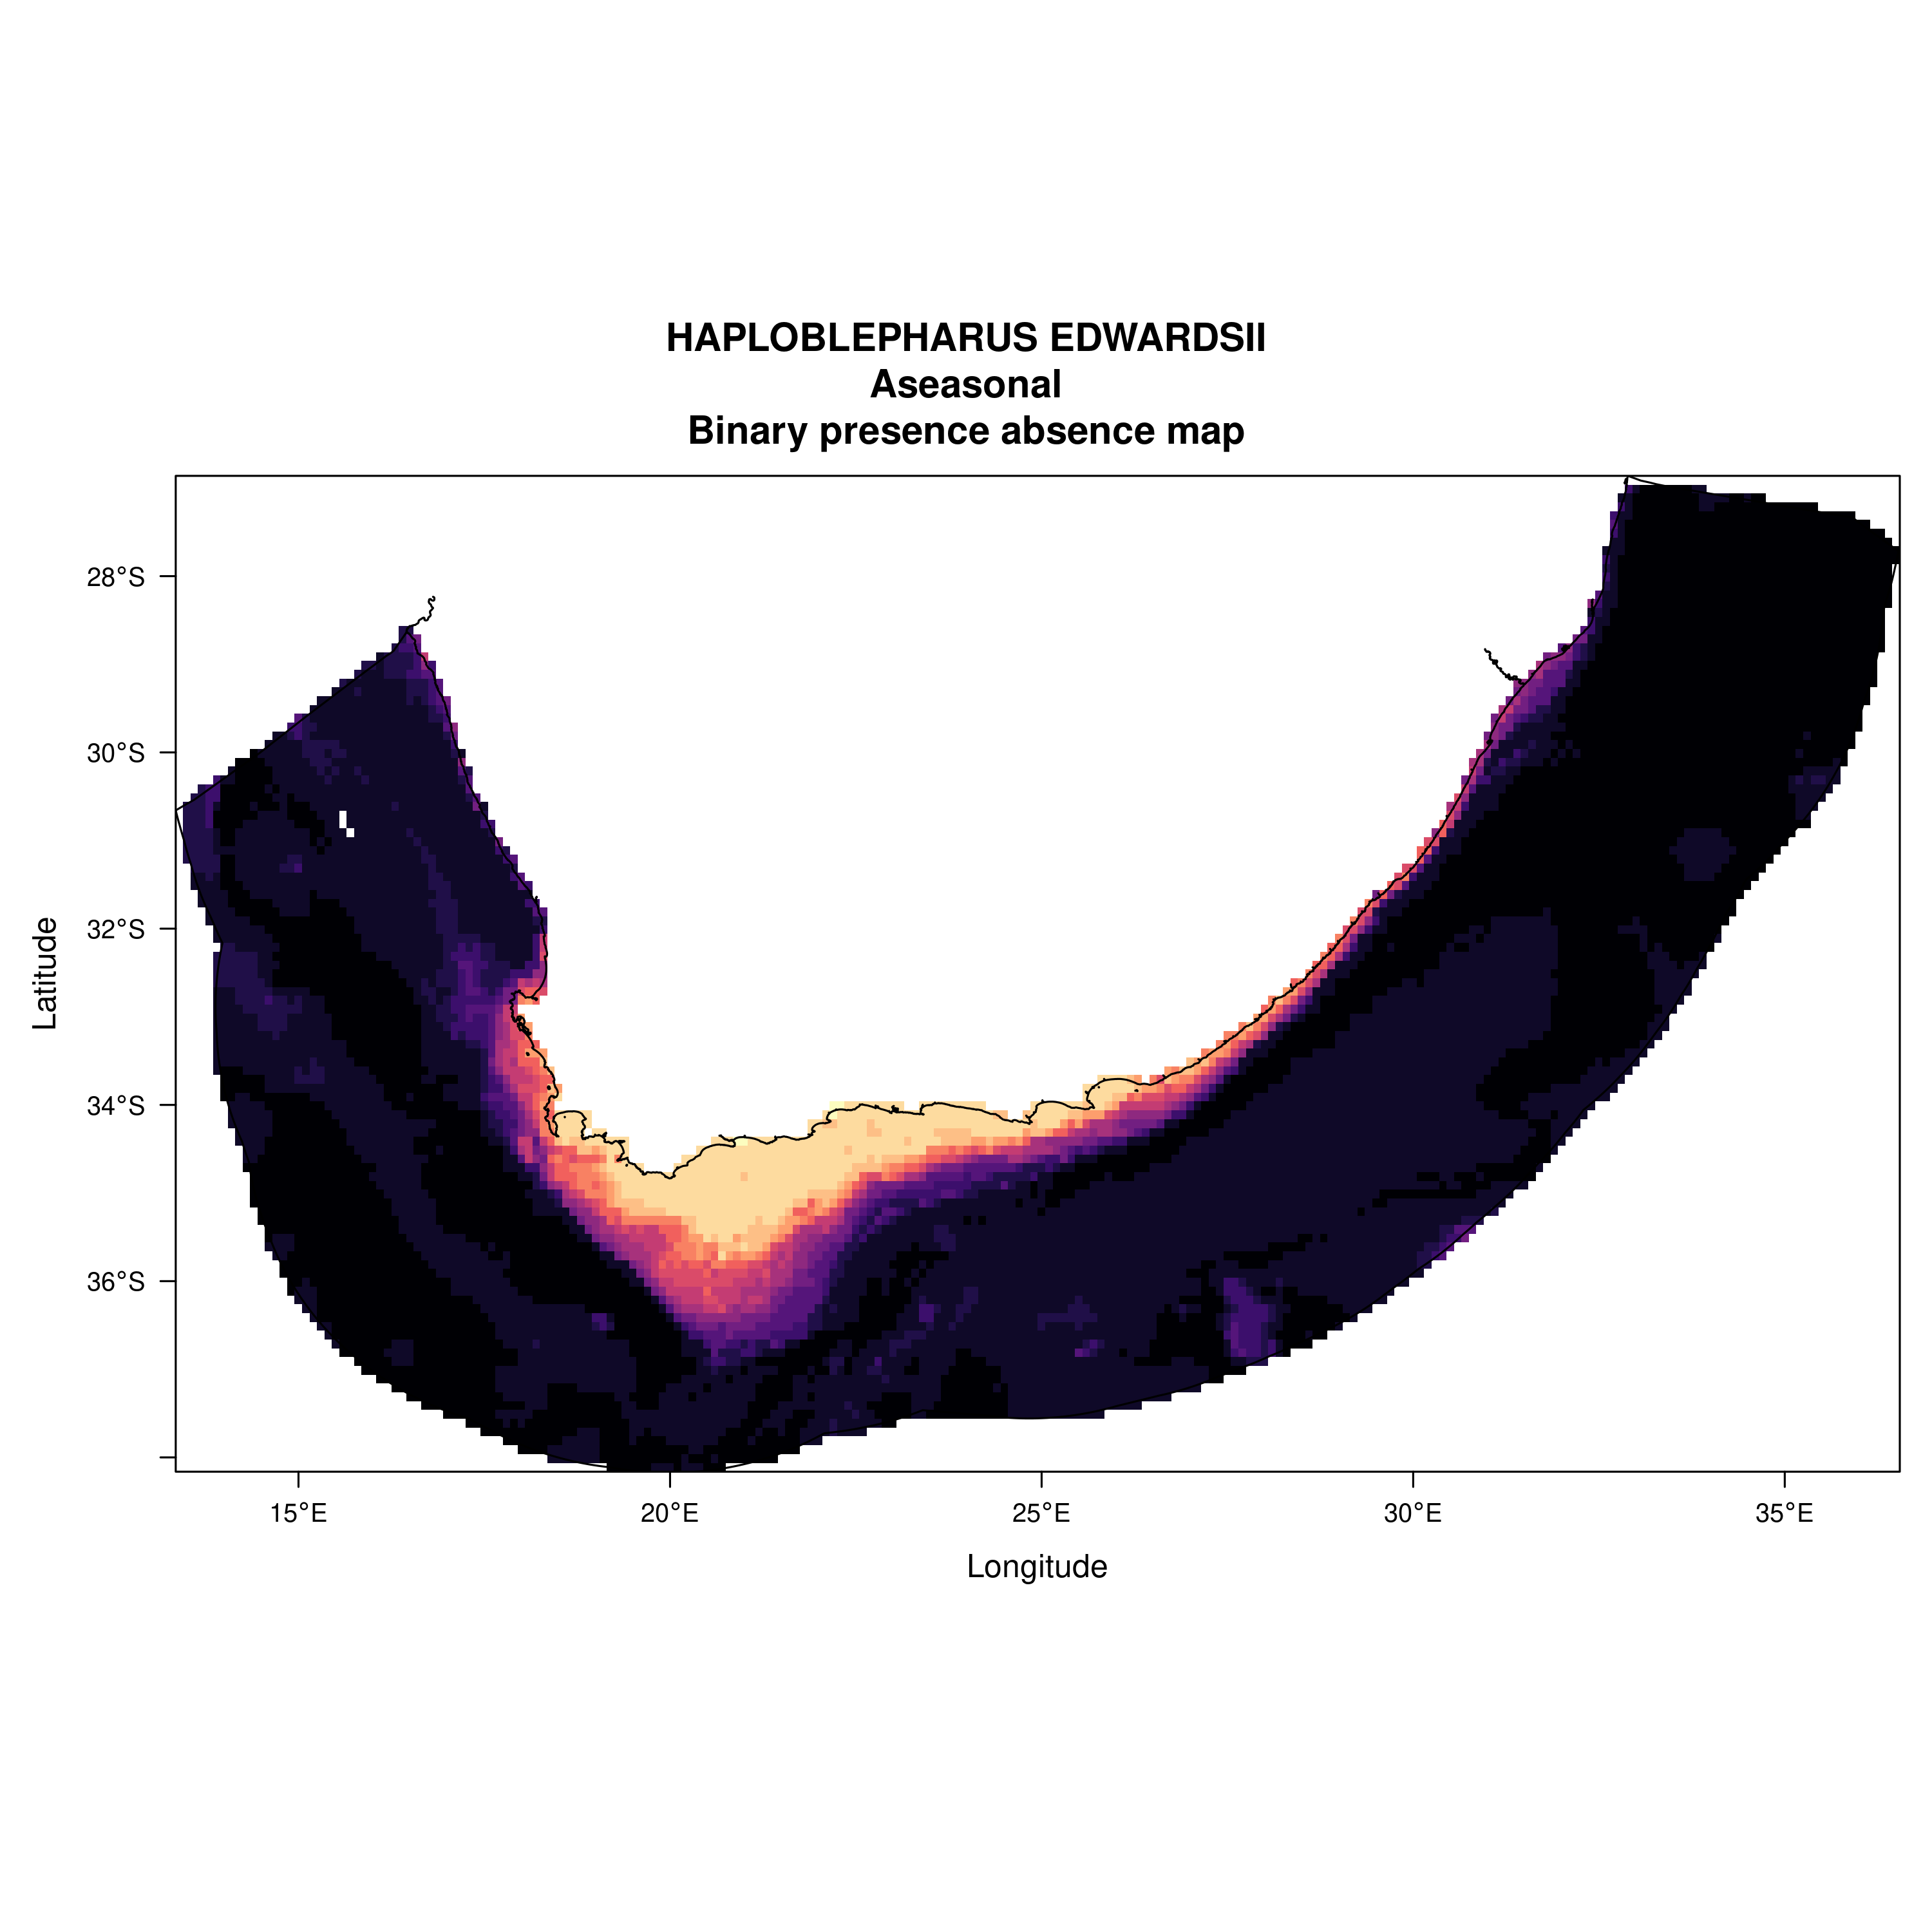 HAPLOBLEPHARUS EDWARDSII
Aseasonal
Binary presence absence map
28°S
30°S
32°S
34°S
36°S
Latitude
15°E
20°E
25°E
30°E
35°E
Longitude